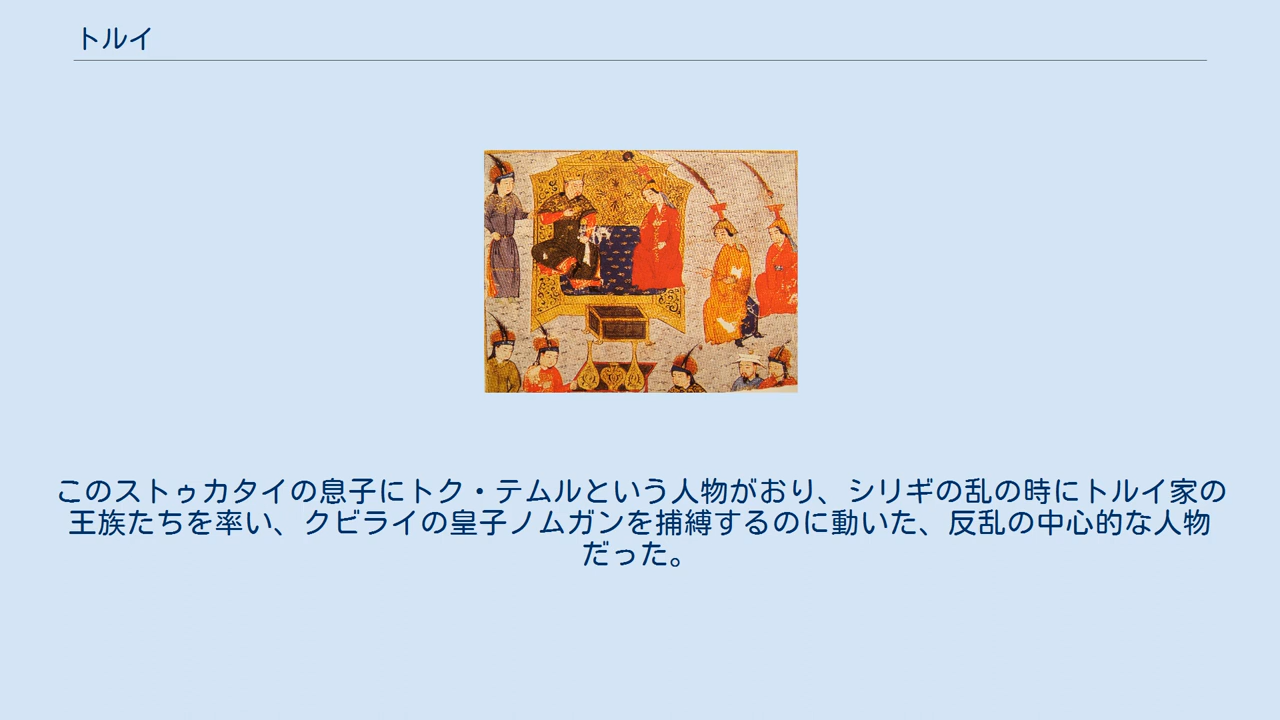 トルイ
このストゥカタイの息子にトク・テムルという人物がおり、シリギの乱の時にトルイ家の
王族たちを率い、クビライの皇子ノムガンを捕縛するのに動いた、反乱の中心的な人物
だった。